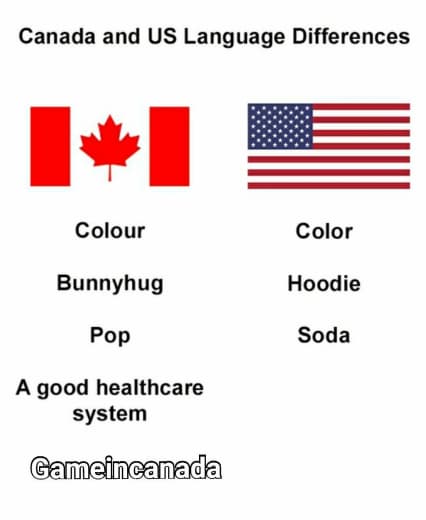 Canada and US Language Differences
Colour Color
Bunnyhug Hoodie
Pop Soda
A good healthcare
system
Gameincanada